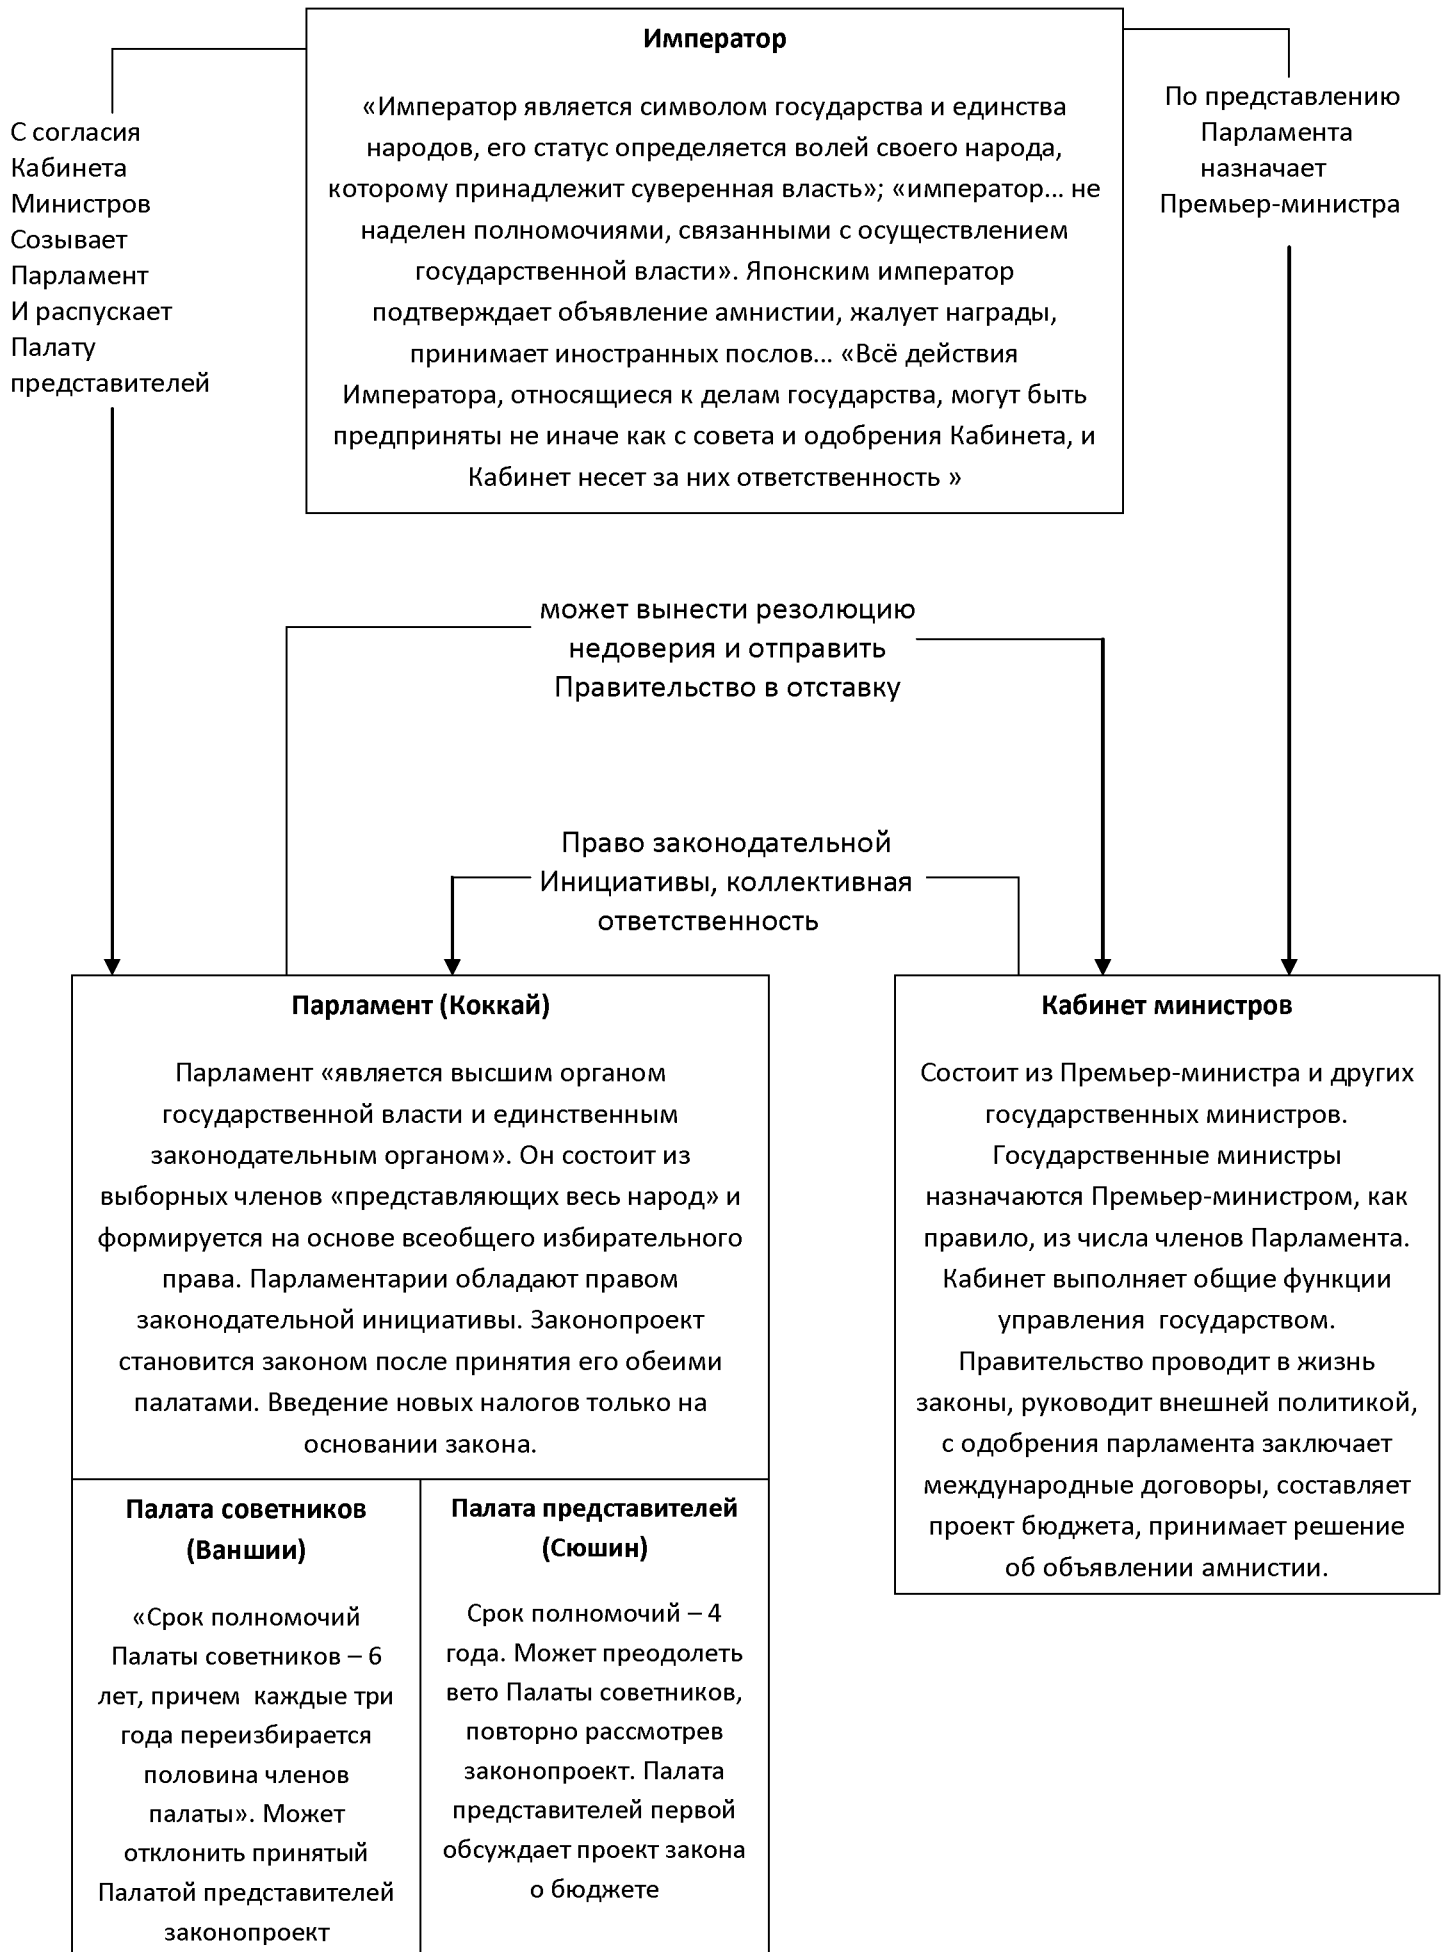 Император
«Император является символом государства и единства
народов, его статус определяется волей своего народа,
которому принадлежит суверенная власть»; «император... не
наделен полномочиями, связанными с осуществлением
государственной власти». Японским император
подтверждает объявление амнистии, жалует награды,
принимает иностранных послов... «Всё действия
Императора, относящиеся к делам государства, могут быть
предприняты не иначе как с совета и одобрения Кабинета, и
Кабинет несет за них ответственность »
С согласия
Кабинета
Министров
Созывает
Парламент
И распускает
Палату
представителей
По представлению
Парламента
назначает
Премьер-министра
может вынести резолюцию
недоверия и отправить
Правительство в отставку
Право законодательной
Инициативы, коллективная
ответственность
Парламент (Коккай)
Парламент «является высшим органом
государственной власти и единственным
законодательным органом». Он состоит из
выборных членов «представляющих весь народ» и
формируется на основе всеобщего избирательного
права. Парламентарии обладают правом
законодательной инициативы. Законопроект
становится законом после принятия его обеими
палатами. Введение новых налогов только на
основании закона.
Палата советников
(Ваншии)
«Срок полномочий
Палаты советников – 6
лет, причем каждые три
года переизбирается
половина членов
палаты». Может
отклонить принятый
Палатой представителей
законопроект
Палата представителей
(Сюшин)
Срок полномочий – 4
года. Может преодолеть
вето Палаты советников,
повторно рассмотрев
законопроект. Палата
представителей первой
обсуждает проект закона
о бюджете
Кабинет министров
Состоит из Премьер-министра и других
государственных министров.
Государственные министры
назначаются Премьер-министром, как
правило, из числа членов Парламента.
Кабинет выполняет общие функции
управления государством.
Правительство проводит в жизнь
законы, руководит внешней политикой,
с одобрения парламента заключает
международные договоры, составляет
проект бюджета, принимает решение
об объявлении амнистии.